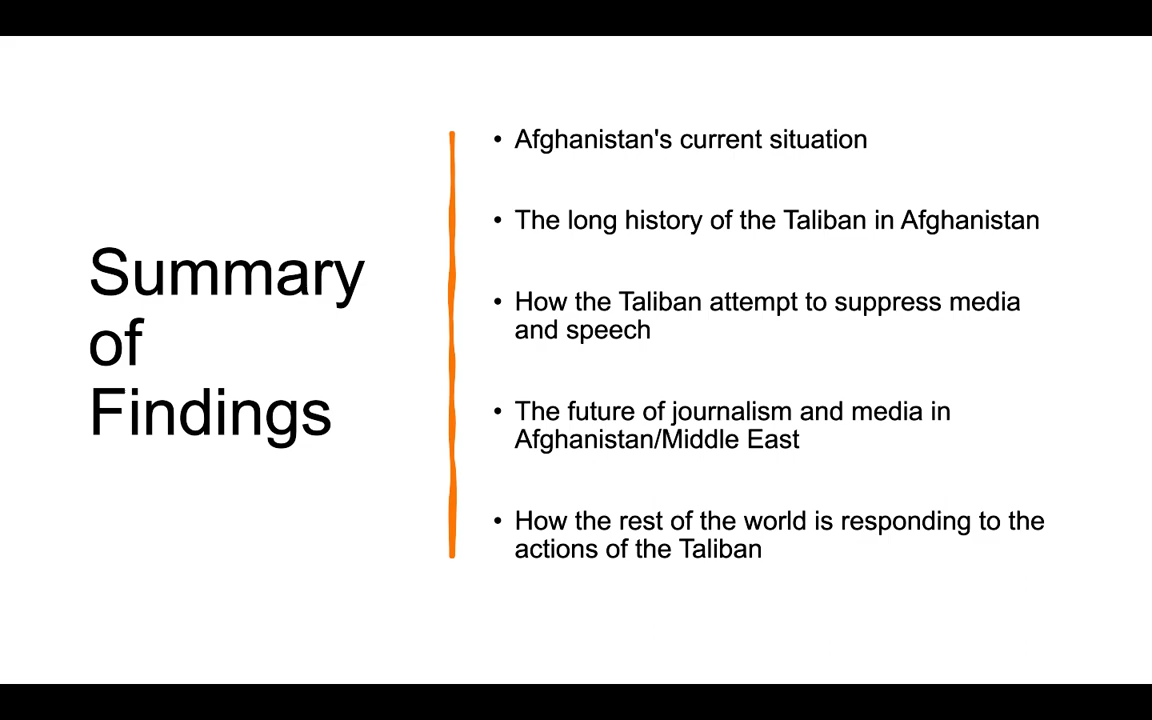 Summary
of
Findings
• Afghanistan's current situation
• The long history of the Taliban in Afghanistan
• How the Taliban attempt to suppress media
and speech
• The future of journalism and media in
Afghanistan/Middle East
• How the rest of the world is responding to the
actions of the Taliban